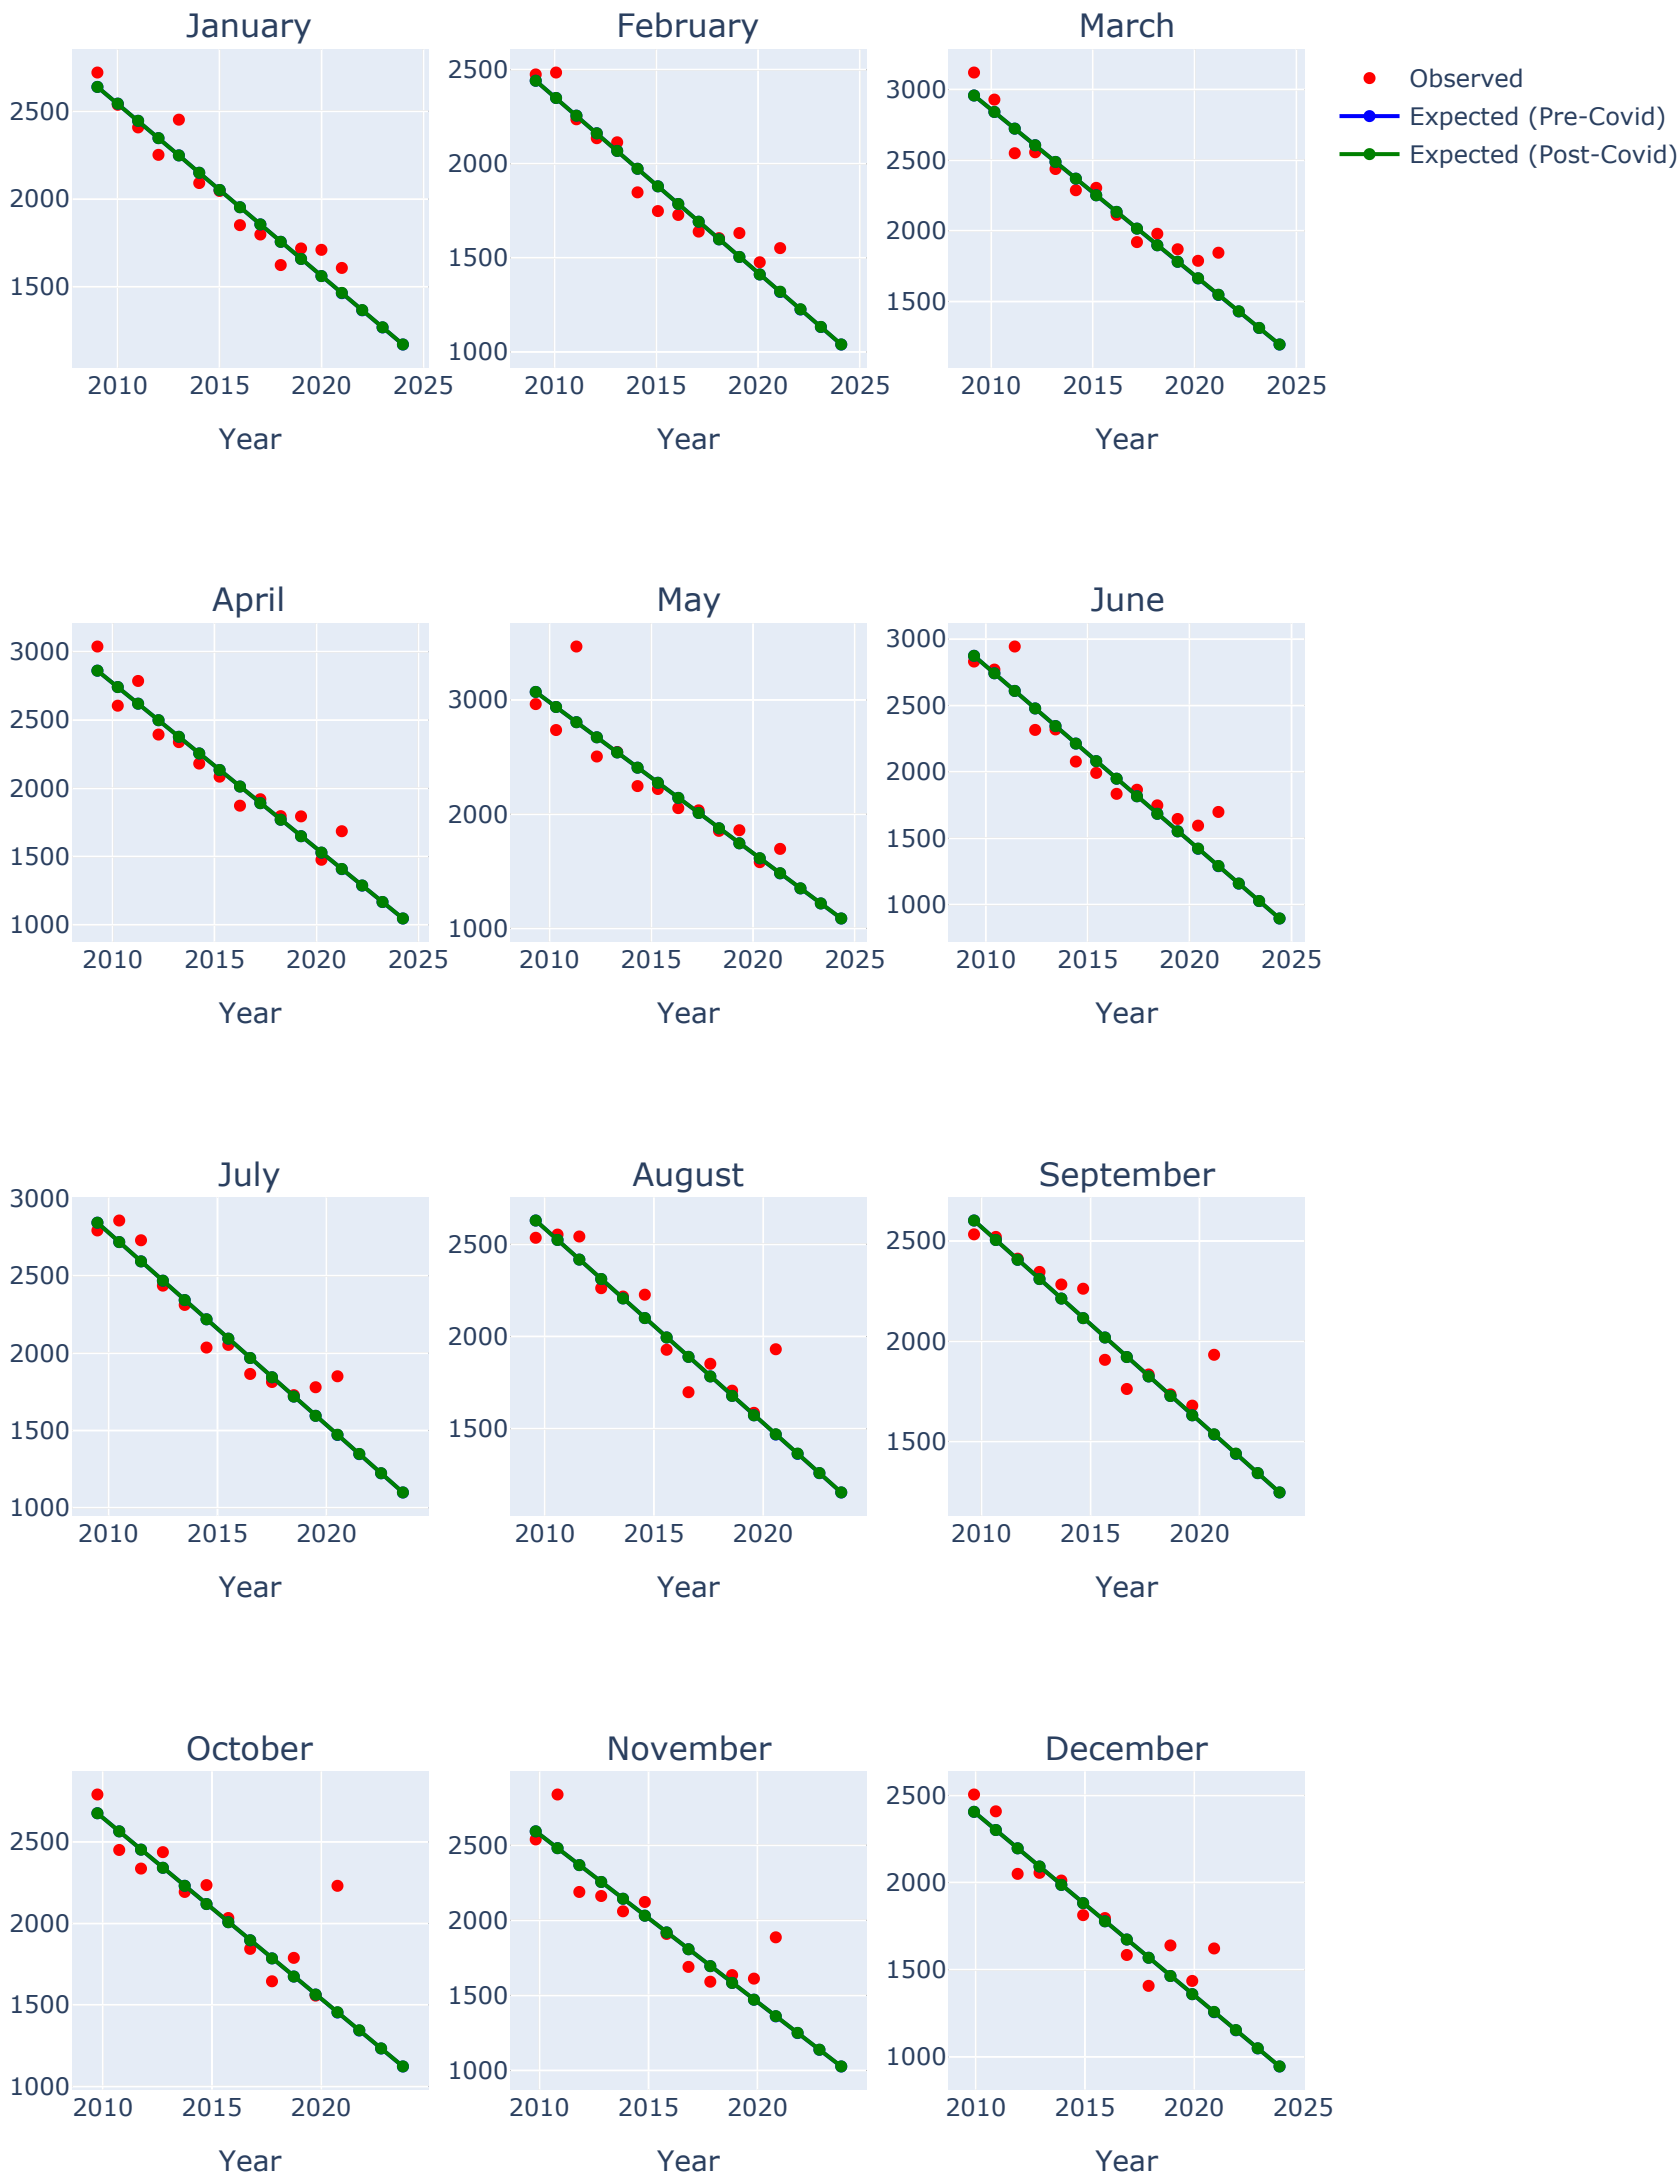 January February March
2500
2000
1500
2010 2015 2020 2025
Year
2500
2000
1500
1000
2010 2015 2020 2025
Year
3000
2500
2000
1500
2010 2015 2020 2025
Year
Observed
Expected (Pre-Covid)
Expected (Post-Covid)
April May June
3000
2500
2000
1500
1000
2010 2015 2020 2025
Year
3000
2000
1000
2010 2015 2020 2025
Year
3000
2500
2000
1500
1000
2010 2015 2020 2025
Year
July August September
3000
2500
2000
1500
1000
2010 2015 2020
Year
2500
2000
1500
2010 2015 2020
Year
2500
2000
1500
2010 2015 2020
Year
October November December
2500
2000
1500
1000
2010 2015 2020
Year
2500
2000
1500
1000
2010 2015 2020
Year
2500
2000
1500
1000
2010 2015 2020 2025
Year